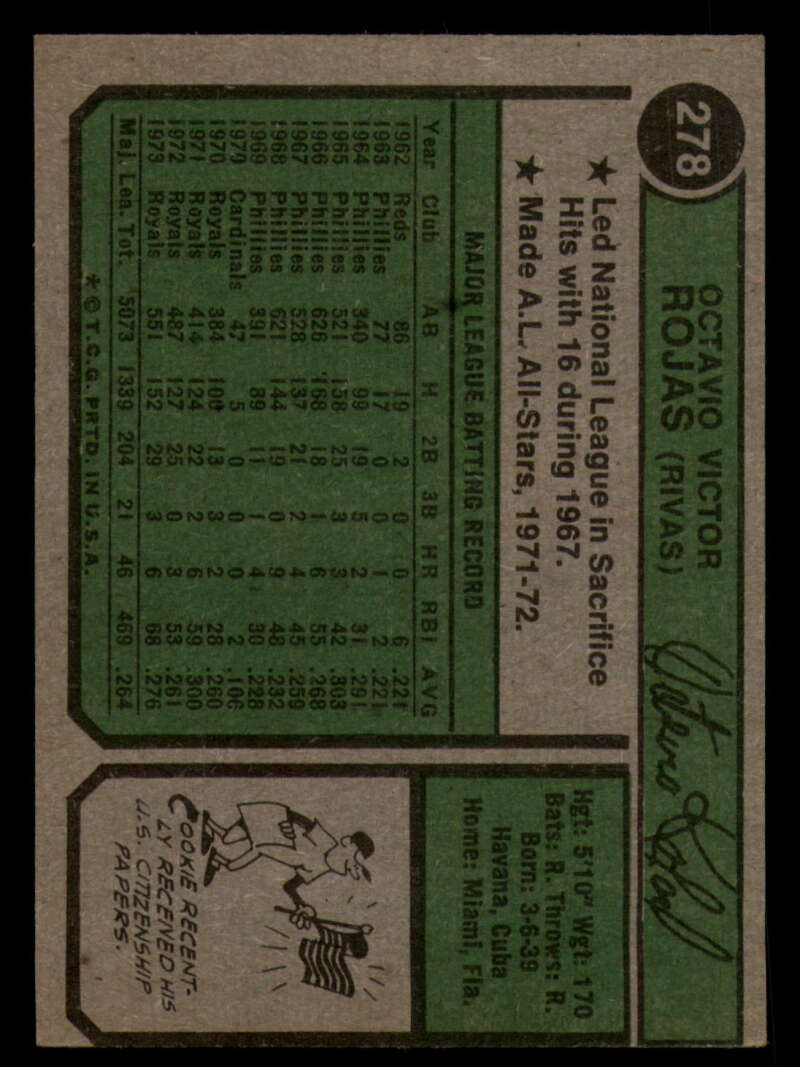 278
OCTAVIO VICTOR
ROJAS (RIVAS)
Octavio Rojas
★ Led National League in Sacrifice
Hits with 16 during 1967.
★ Made A.L. All-Stars, 1971-72.
MAJOR LEAGUE BATTING RECORD
Year Club AB H 2B 3B HR RBI AVG
1962 Reds 86 19 2 0 0 6 .221
1963 Phillies 77 17 0 1 1 2 .221
1964 Phillies 340 99 19 5 2 31 .291
1965 Phillies 521 158 25 3 3 42 .303
1966 Phillies 626 168 18 1 6 55 .268
1967 Phillies 528 137 21 2 4 45 .259
1968 Phillies 621 144 19 0 9 48 .232
1969 Phillies 391 89 11 1 4 30 .228
1970 Cardinals 47 5 0 0 0 2 .106
1970 Royals 384 100 13 3 2 28 .260
1971 Royals 414 124 22 2 6 59 .300
1972 Royals 487 127 25 0 3 53 .261
1973 Royals 551 152 29 3 6 68 .276
Maj. Lea. Tot. 5073 1339 204 21 46 469 .264
* © T.C.G. PRTD. IN U.S.A.
Hgt: 5'10" Wgt: 170
Bats: R. Throws: R.
Born: 3-6-39
Havana, Cuba
Home: Miami, Fla.
COOKIE RECENT-
LY RECEIVED HIS
U.S. CITIZENSHIP
PAPERS.